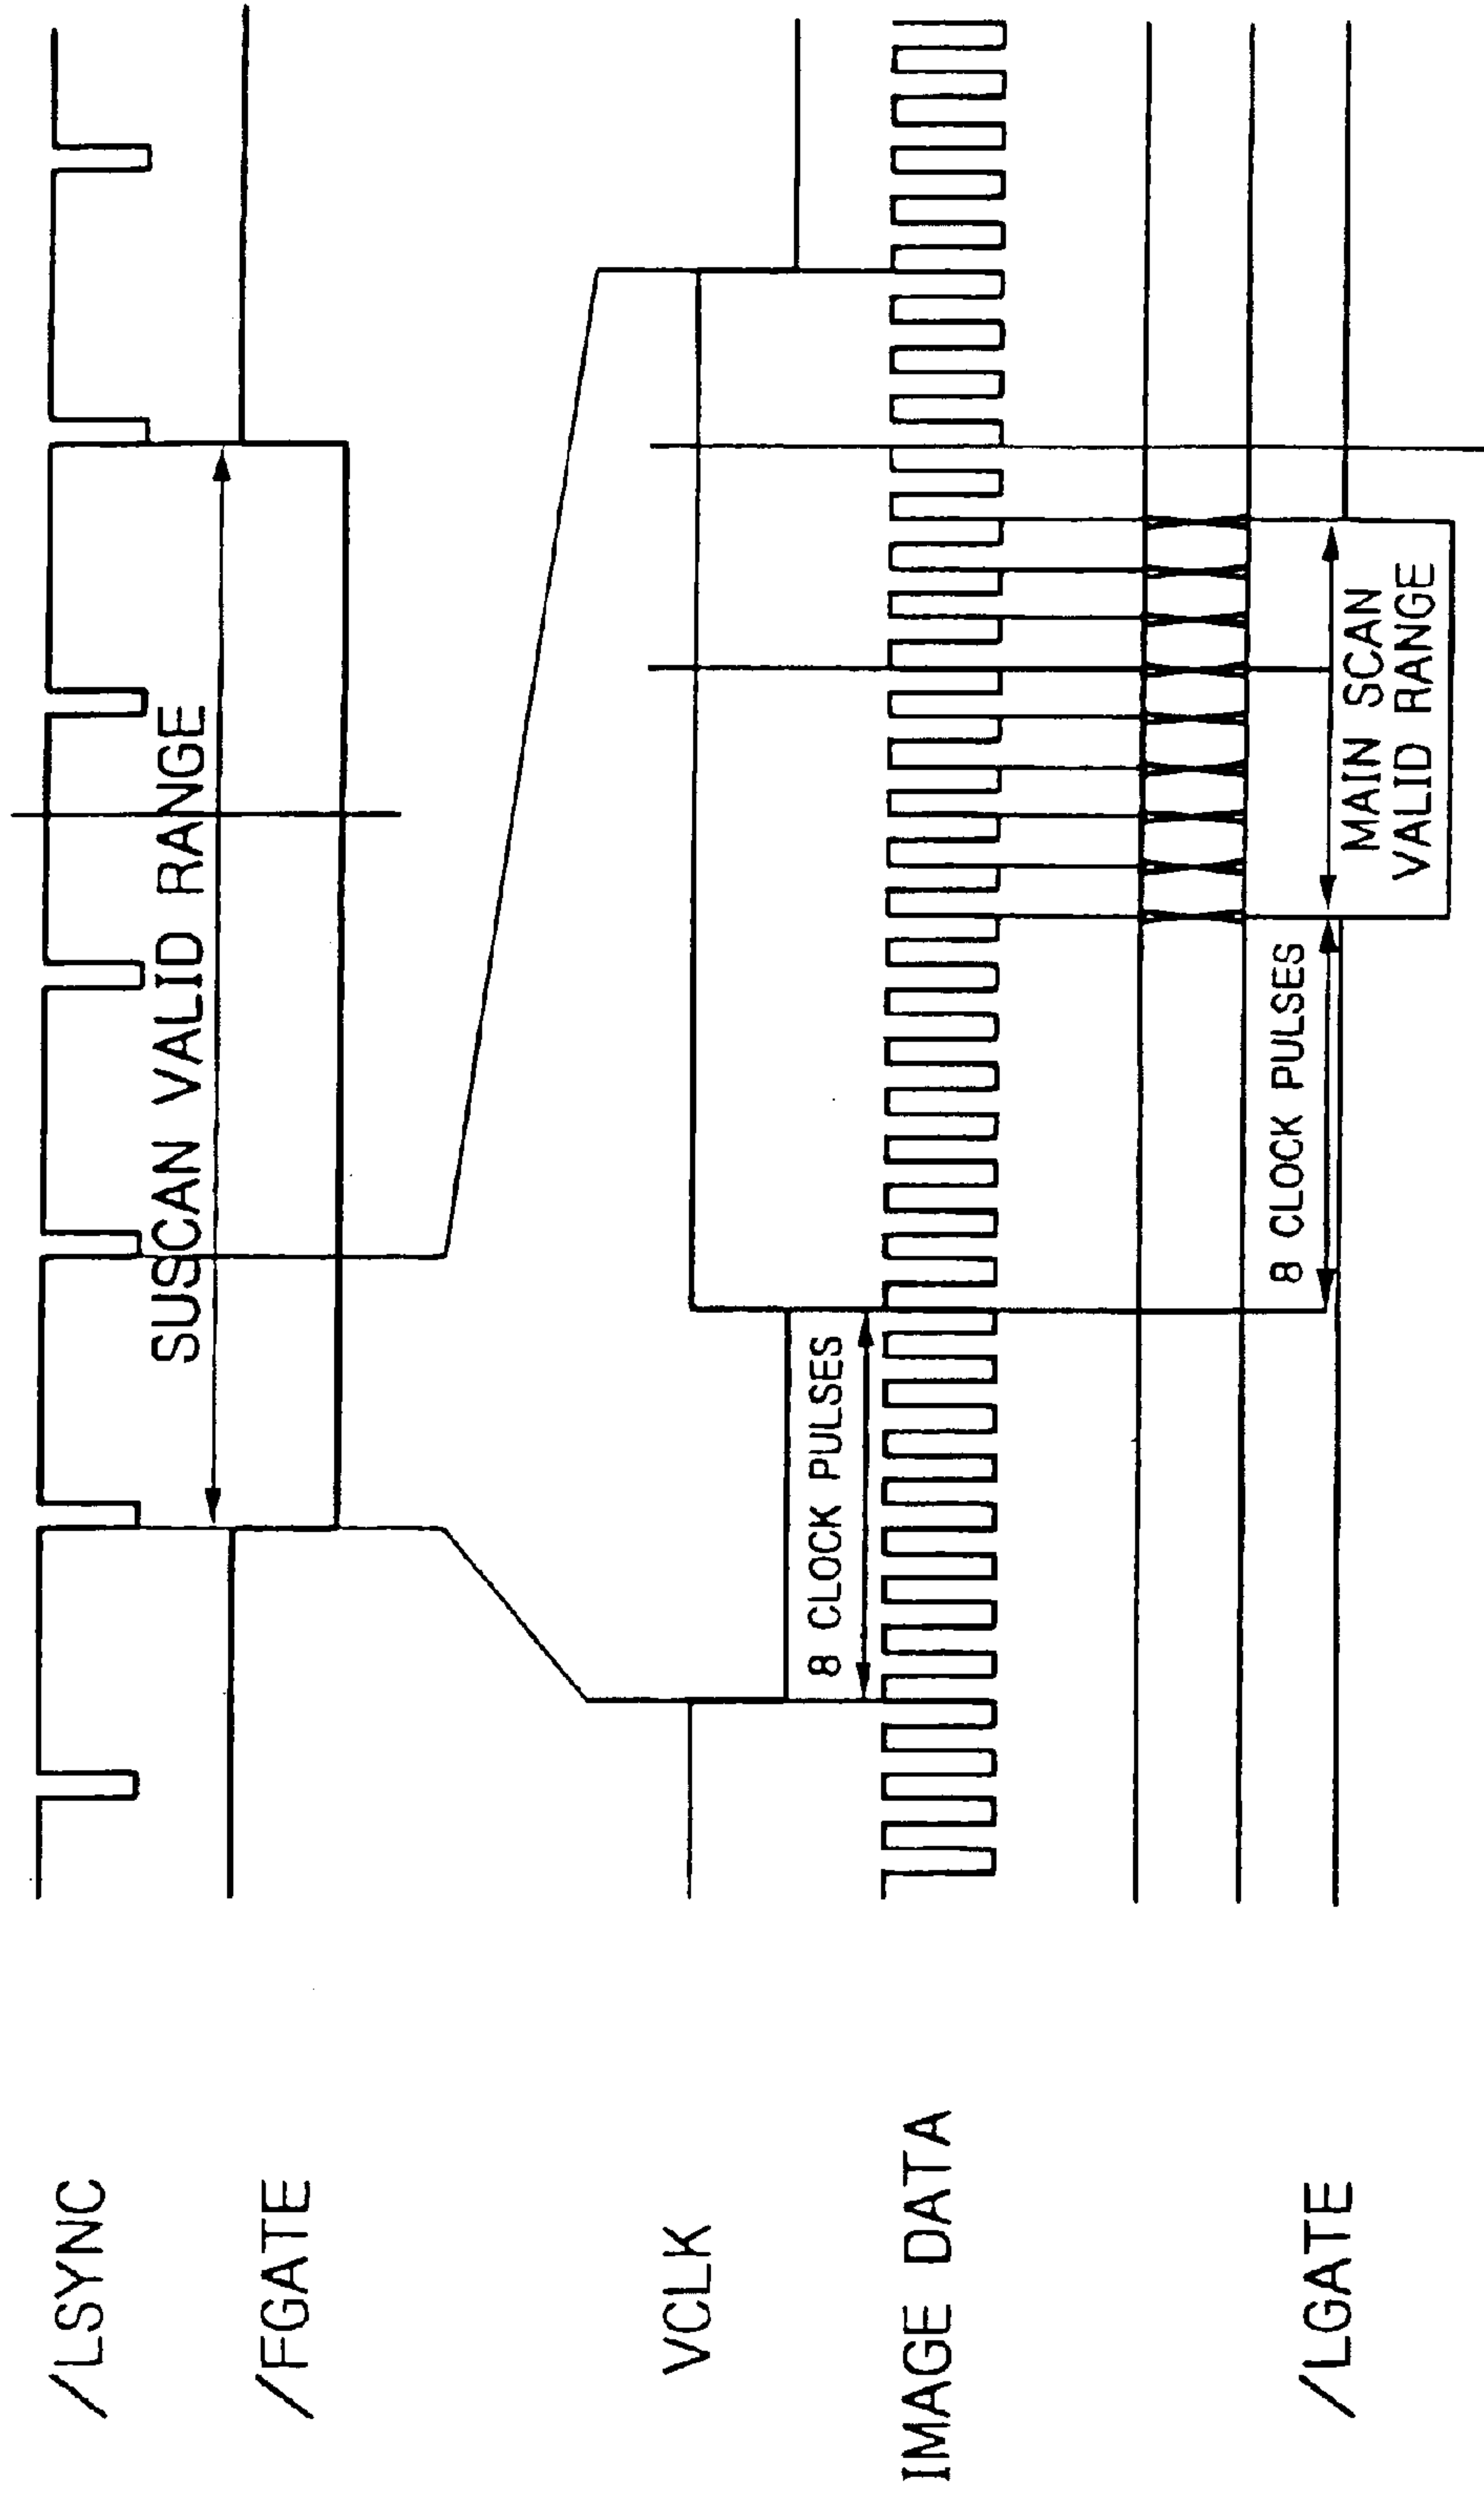 /LSYNC
SUSCAN VALID RANGE
/FGATE
VCLK
8 CLOCK PULSES
IMAGE DATA
8 CLOCK PULSES
MAIN SCAN
VALID RANGE
/LGATE